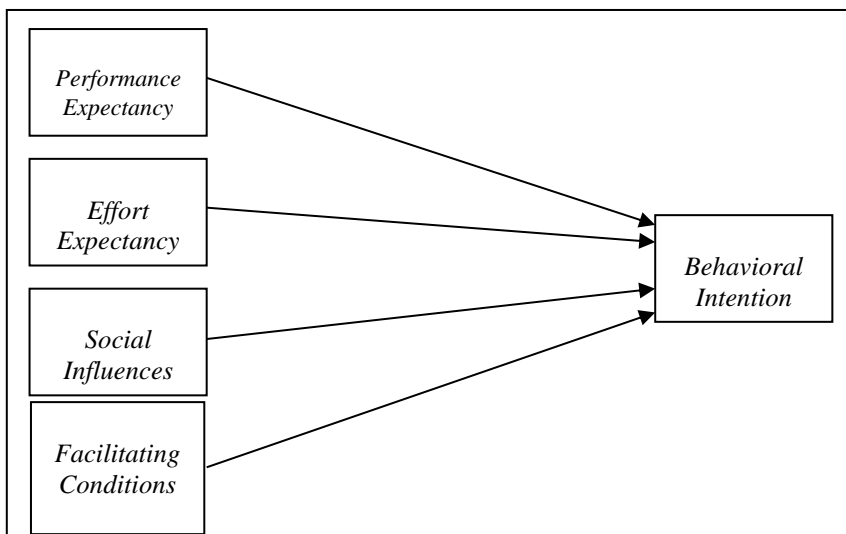 Performance
Expectancy
Effort
Expectancy
Social
Influences
Facilitating
Conditions
Behavioral
Intention